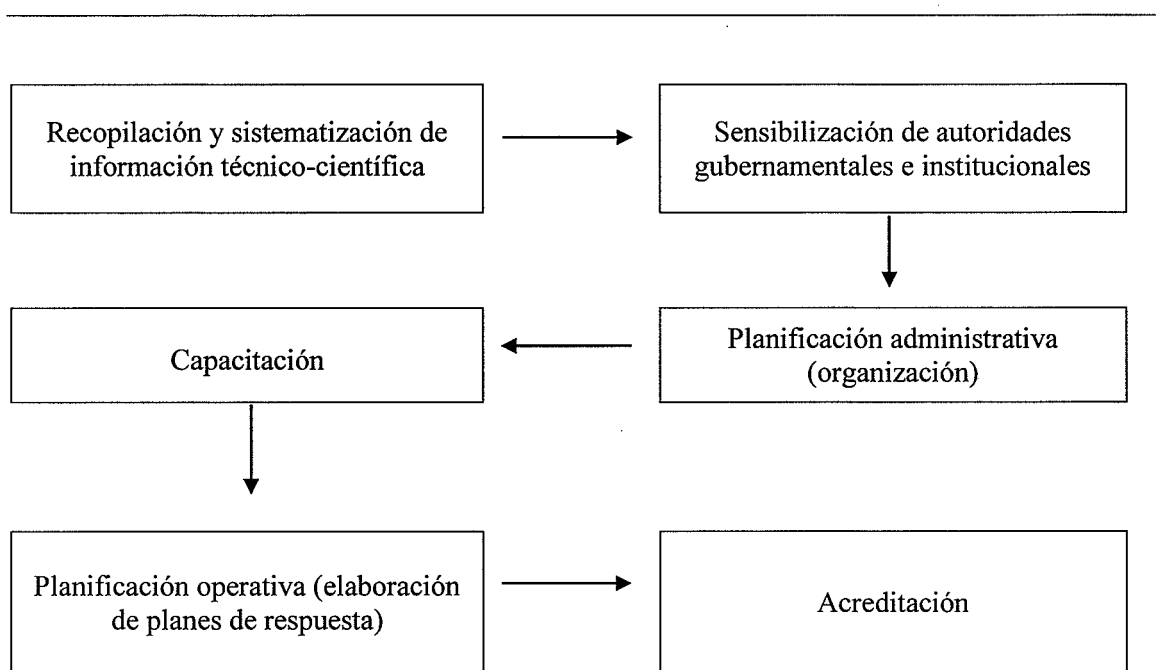 Recopilación y sistematización de
información técnico-científica
Sensibilización de autoridades
gubernamentales e institucionales
Planificación administrativa
(organización)
Capacitación
Planificación operativa (elaboración
de planes de respuesta)
Acreditación